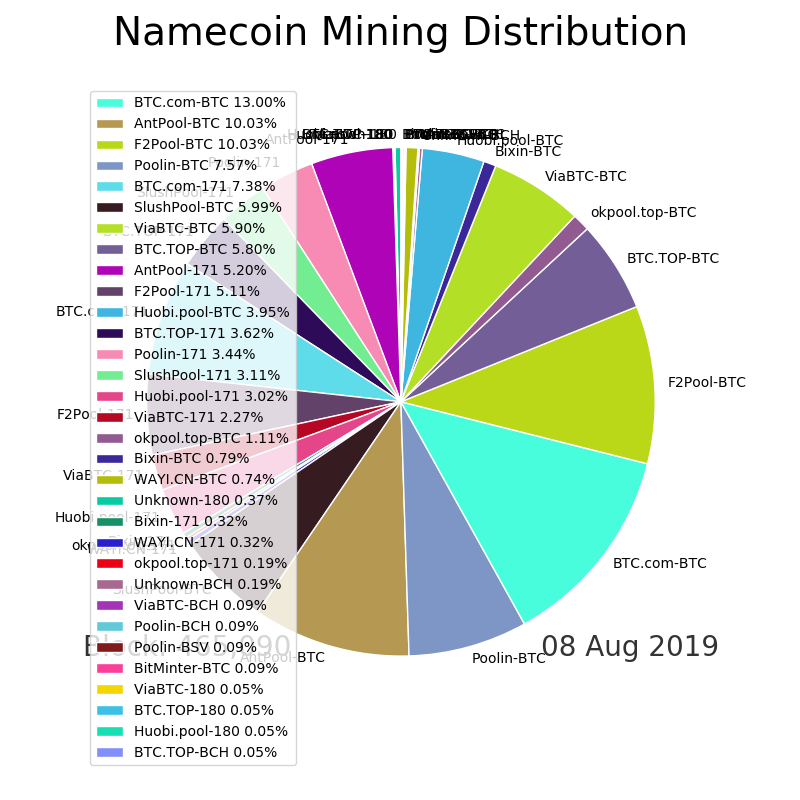 Namecoin Mining Distribution
BTC.com-BTC 13.00%
AntPool-BTC 10.03%
F2Pool-BTC 10.03%
Poolin-BTC 7.57%
BTC.com-171 7.38%
SlushPool-BTC 5.99%
ViaBTC-BTC 5.90%
BTC.TOP-BTC 5.80%
AntPool-171 5.20%
F2Pool-171 5.11%
Huobi.pool-BTC 3.95%
BTC.TOP-171 3.62%
Poolin-171 3.44%
SlushPool-171 3.11%
Huobi.pool-171 3.02%
ViaBTC-171 2.27%
okpool.top-BTC 1.11%
Bixin-BTC 0.79%
WAYI.CN-BTC 0.74%
Unknown-180 0.37%
Bixin-171 0.32%
WAYI.CN-171 0.32%
okpool.top-171 0.19%
Unknown-BCH 0.19%
ViaBTC-BCH 0.09%
Poolin-BCH 0.09%
Poolin-BSV 0.09%
BitMinter-BTC 0.09%
ViaBTC-180 0.05%
BTC.TOP-180 0.05%
Huobi.pool-180 0.05%
BTC.TOP-BCH 0.05%
AntPool-171
Huobi.pool-BTC
Bixin-BTC
ViaBTC-BTC
okpool.top-BTC
BTC.TOP-BTC
F2Pool-BTC
BTC.com-BTC
Poolin-BTC
AntPool-BTC
SlushPool-BTC
WAYI.CN-171
Huobi.pool-171
ViaBTC-171
F2Pool-171
BTC.TOP-171
SlushPool-171
Poolin-171
Block: 465,990
08 Aug 2019